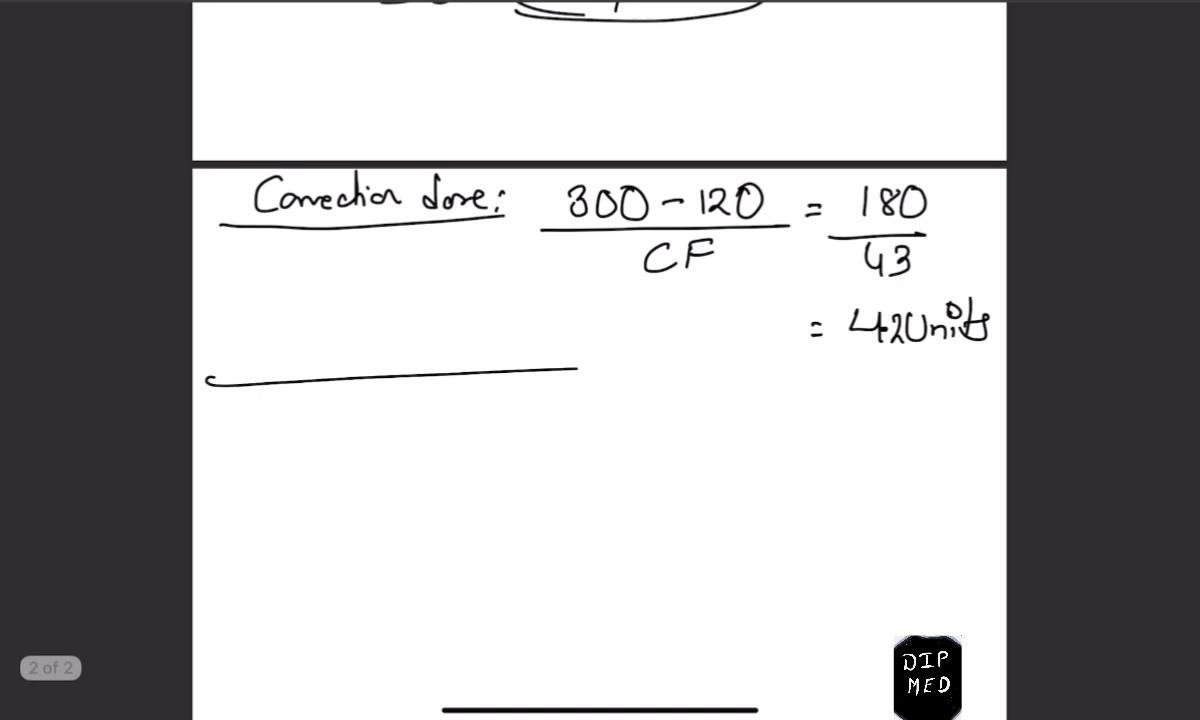 Correction dose: 300 - 120 / CF = 180 / 43
= 4.2 Units
2 of 2
DIP
MED